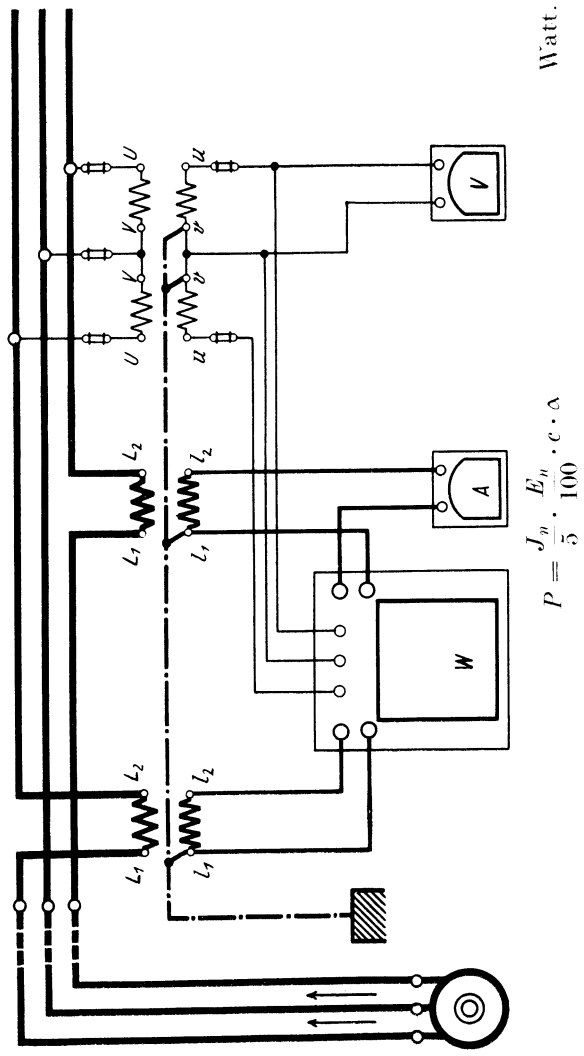 L₁ L₂ L₁ L₂ U V V U
l₁ l₂ l₁ l₂ u v v u
W A V
P = Jₙ/5 · Eₙ/100 · c · α Watt.